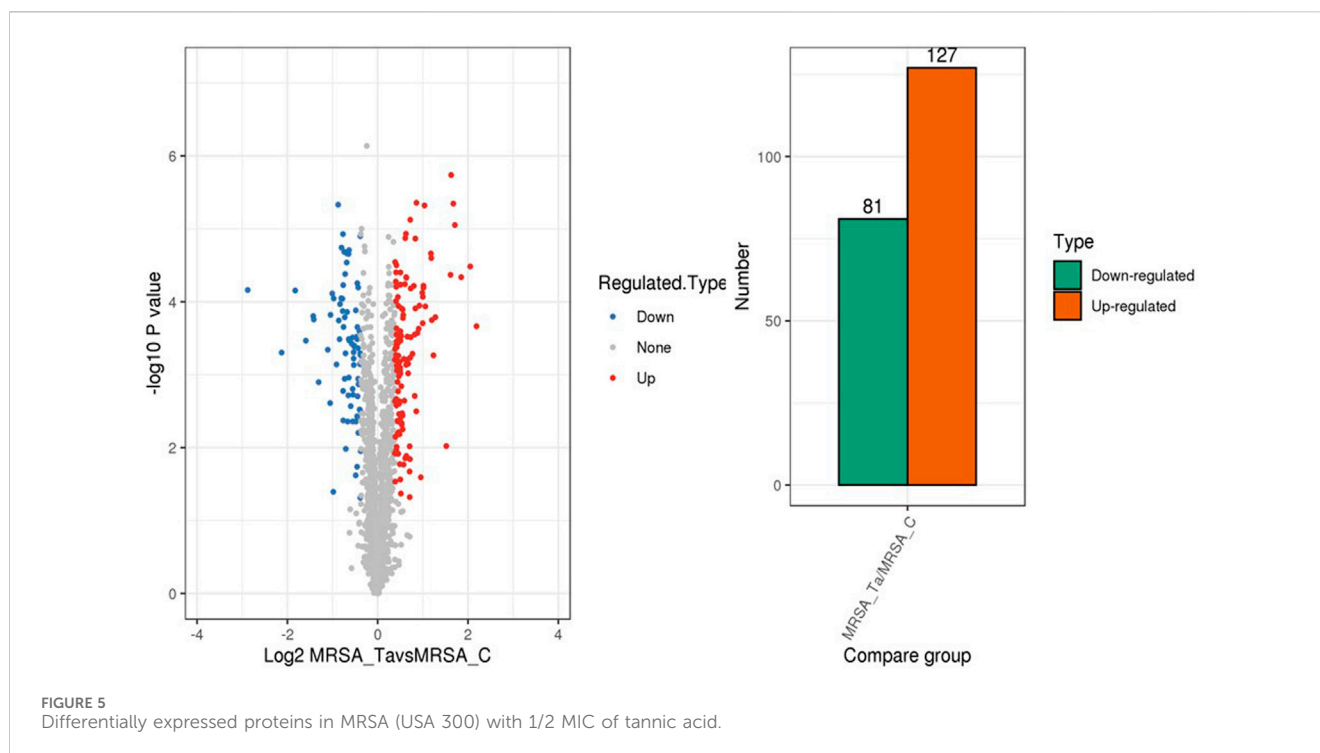 6
4
2
0
-log10 P value
-4
-2
0
2
4
Log2 MRSA_TavsMRSA_C
Regulated.Type
Down
None
Up
127
81
100
50
0
Number
MRSA_Ta/MRSA_C
Compare group
Type
Down-regulated
Up-regulated
FIGURE 5
Differentially expressed proteins in MRSA (USA 300) with 1/2 MIC of tannic acid.